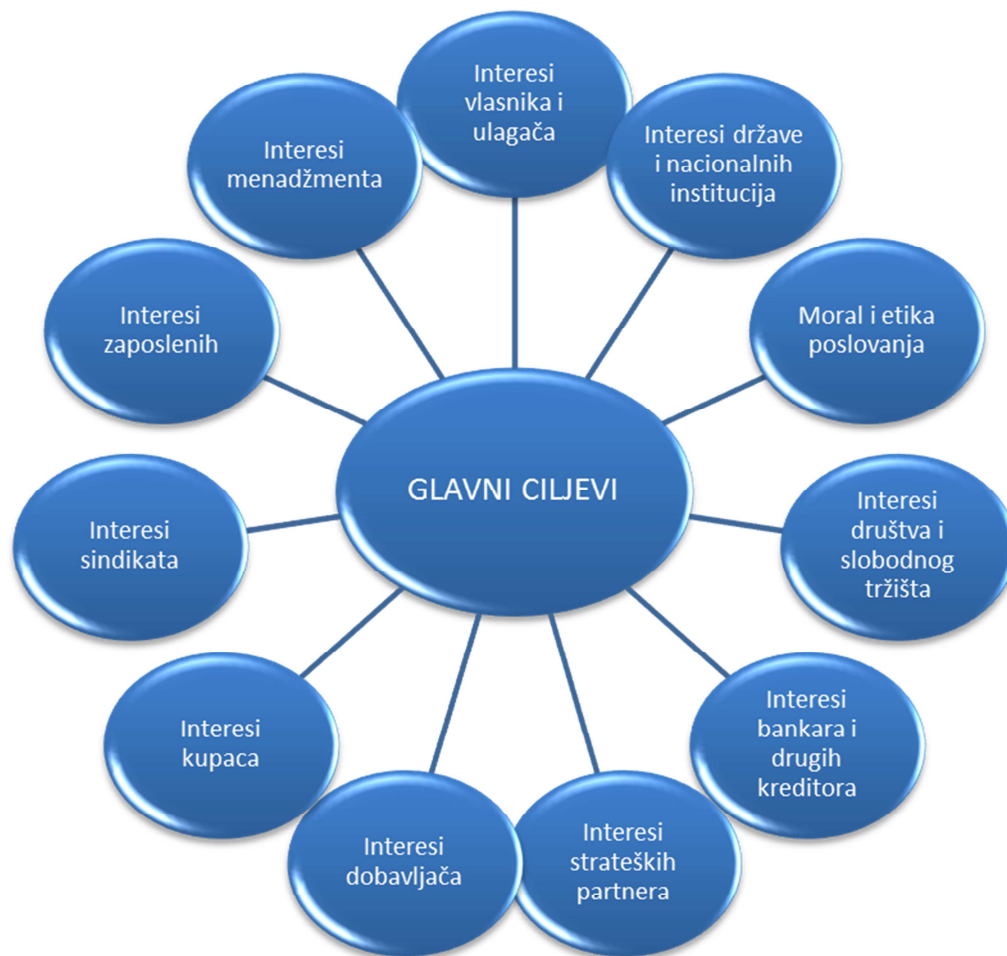 Interesi
vlasnika i
ulagača
Interesi države
i nacionalnih
institucija
Moral i etika
poslovanja
Interesi
društva i
slobodnog
tržišta
Interesi
bankara i
drugih
kreditora
Interesi
strateških
partnera
Interesi
dobavljača
Interesi
kupaca
Interesi
sindikata
Interesi
zaposlenih
Interesi
menadžmenta
GLAVNI CILJEVI